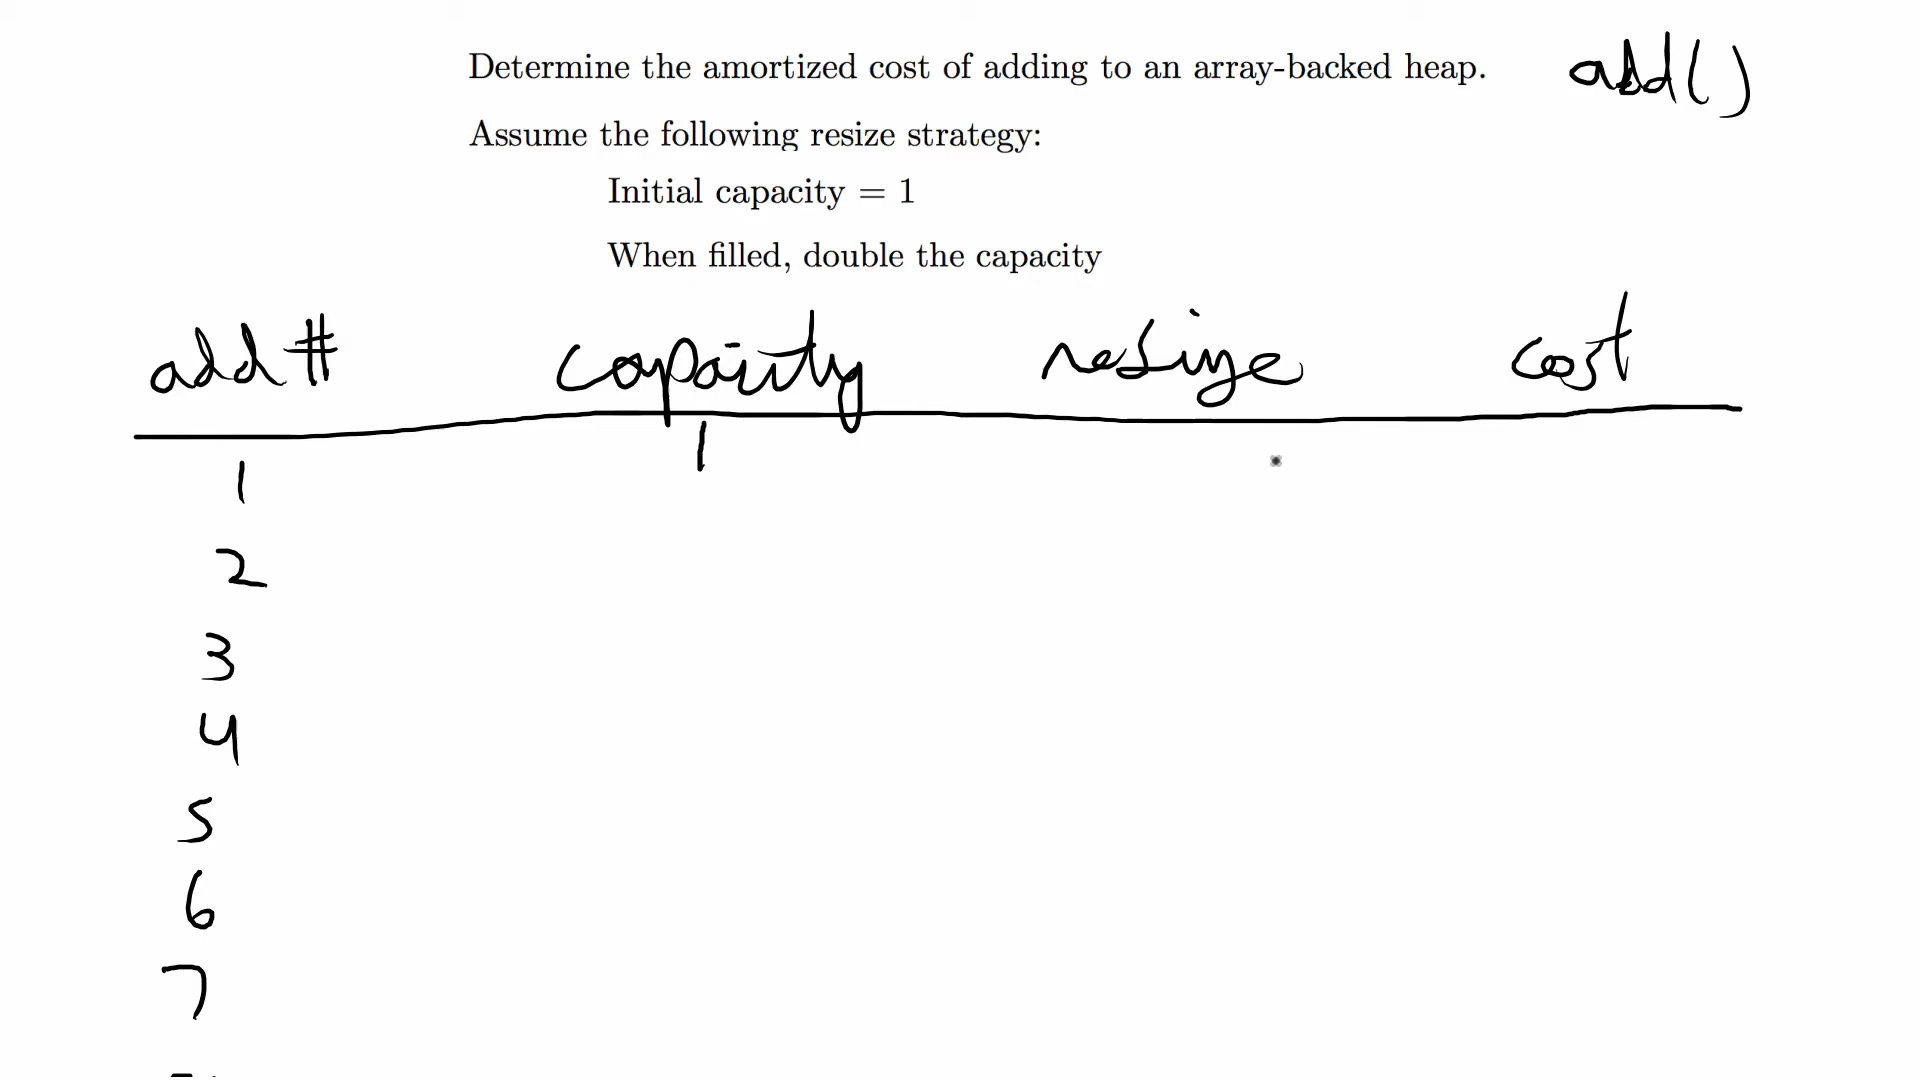 Determine the amortized cost of adding to an array-backed heap. add()
Assume the following resize strategy:
Initial capacity = 1
When filled, double the capacity
add# capacity resize cost
1 1
2
3
4
5
6
7